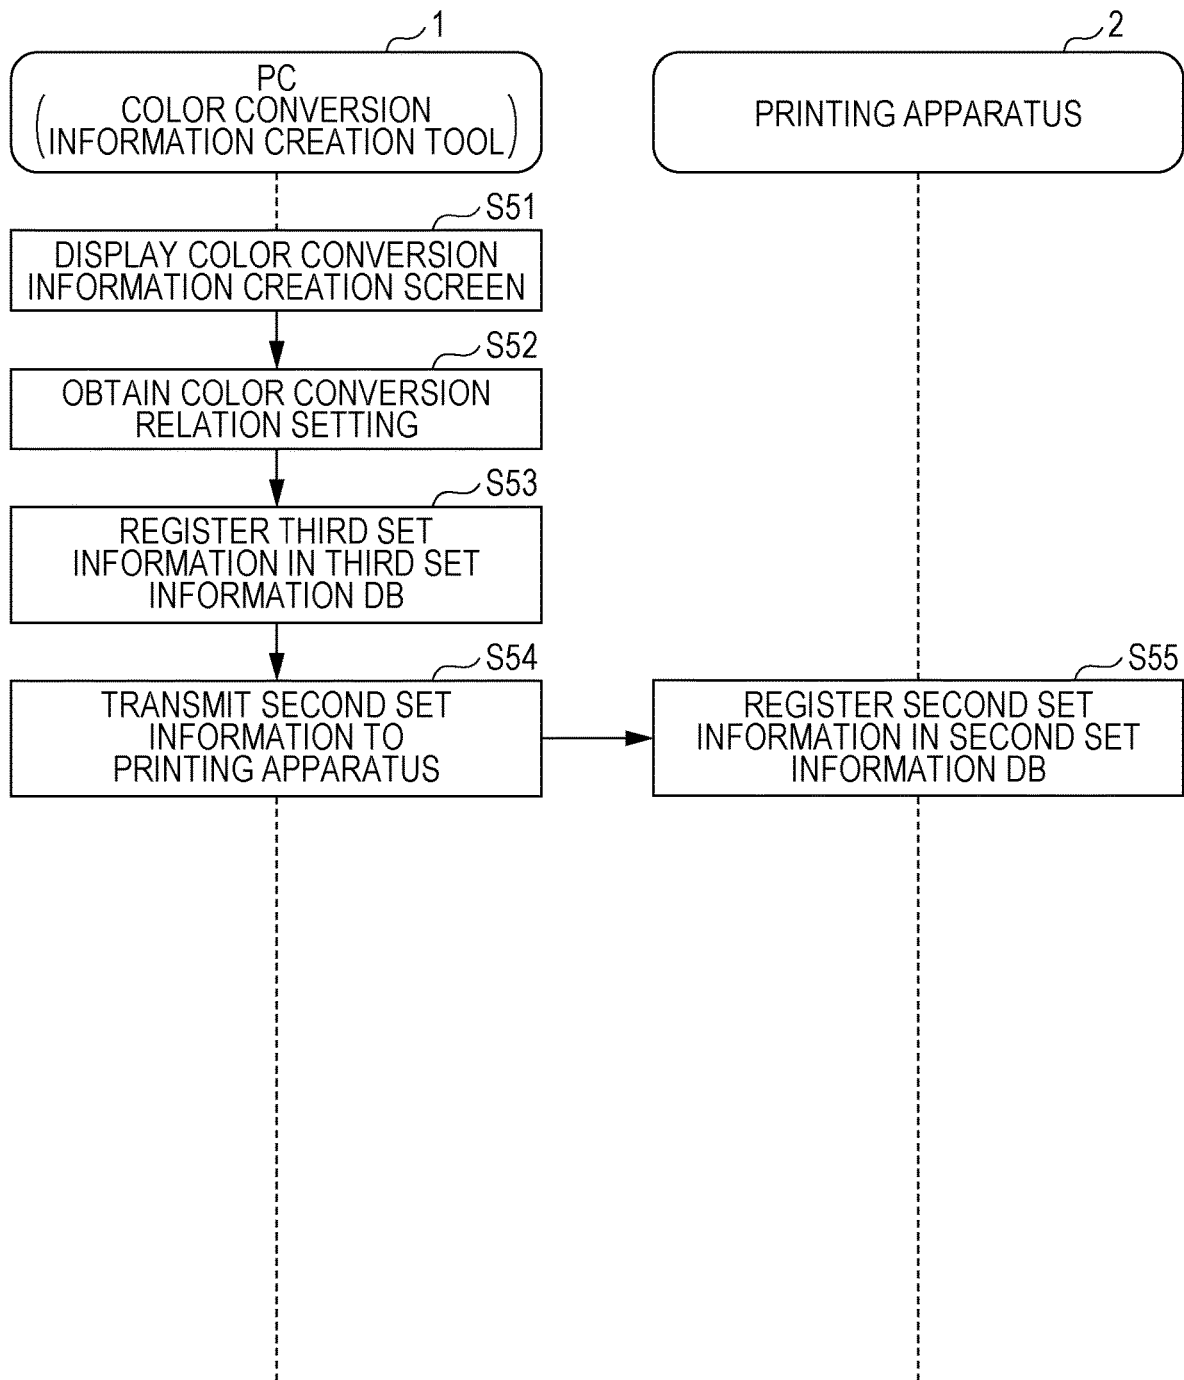 1
PC
( COLOR CONVERSION
INFORMATION CREATION TOOL )
2
PRINTING APPARATUS
S51
DISPLAY COLOR CONVERSION
INFORMATION CREATION SCREEN
S52
OBTAIN COLOR CONVERSION
RELATION SETTING
S53
REGISTER THIRD SET
INFORMATION IN THIRD SET
INFORMATION DB
S54
TRANSMIT SECOND SET
INFORMATION TO
PRINTING APPARATUS
S55
REGISTER SECOND SET
INFORMATION IN SECOND SET
INFORMATION DB